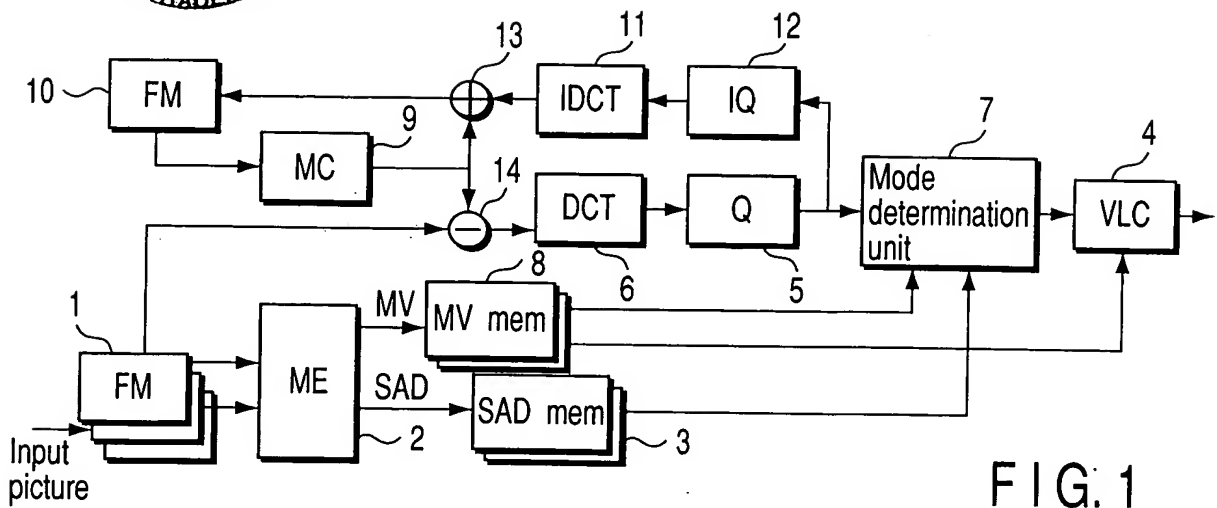 13
11
12
10
FM
IDCT
IQ
9
MC
7
4
14
DCT
Q
Mode
determination
unit
VLC
6
5
8
1
MV
MV mem
FM
ME
SAD
SAD mem
2
3
Input
picture
FIG. 1